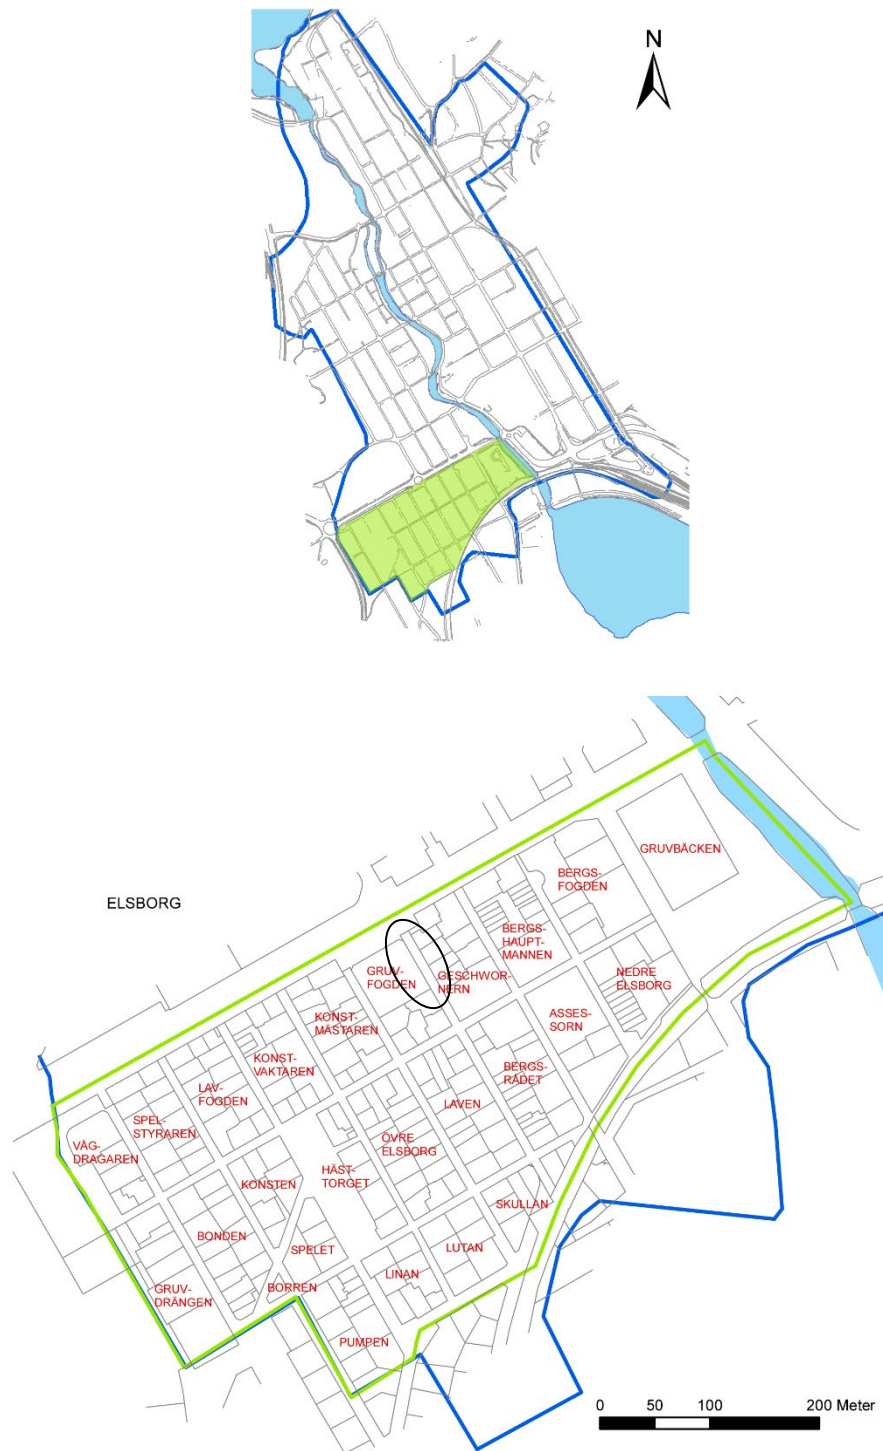 N
GRUVBÄCKEN
BERGS-
FOGDEN
ELSBORG
BERGS-
HAUPT-
MANNEN
GRUV-
FOGDEN
GESCHWOR-
NERN
NEDRE
ELSBORG
KONST-
MÄSTAREN
ASSES-
SORN
KONST-
VAKTAREN
BERGS-
RÅDET
LAV-
FOGDEN
LAVEN
SPEL-
STYRAREN
ÖVRE
ELSBORG
VÄG-
DRAGAREN
HÄST-
TORGET
KONSTEN
SKULLAN
BONDEN
SPELET
LUTAN
LINAN
GRUV-
DRÄNGEN
BORREN
PUMPEN
0 50 100 200 Meter